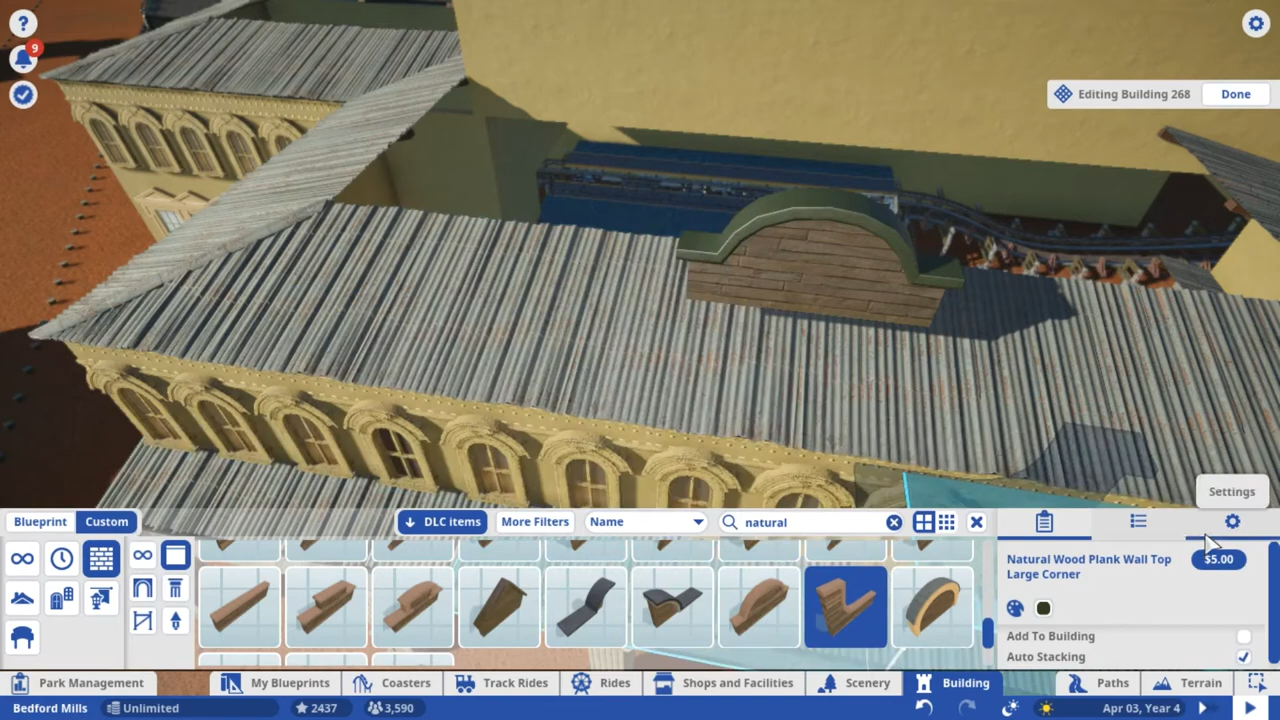 ?
9
Editing Building 268
Done
Settings
Blueprint
Custom
DLC items
More Filters
Name
natural
Natural Wood Plank Wall Top
Large Corner
$5.00
Add To Building
Auto Stacking
Park Management
My Blueprints
Coasters
Track Rides
Rides
Shops and Facilities
Scenery
Building
Paths
Terrain
Bedford Mills
Unlimited
2437
3,590
Apr 03, Year 4